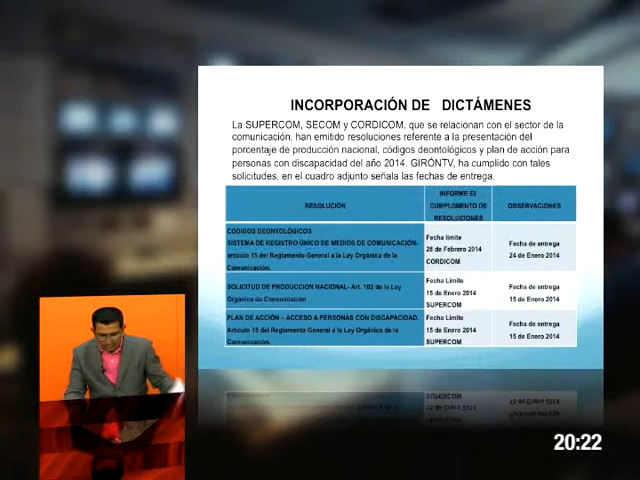 INCORPORACIÓN DE DICTÁMENES
La SUPERCOM, SECOM y CORDICOM, que se relacionan con el sector de la
comunicación, han emitido resoluciones referente a la presentación del
porcentaje de producción nacional, códigos deontológicos y plan de acción para
personas con discapacidad del año 2014. GIRÓNTV, ha cumplido con tales
solicitudes, en el cuadro adjunto señala las fechas de entrega.
RESOLUCIÓN
INFORME EL
CUMPLIMIENTO DE
RESOLUCIONES
OBSERVACIONES
CODIGOS DEONTOLÓGICOS
SISTEMA DE REGISTRO ÚNICO DE MEDIOS DE COMUNICACIÓN-
artículo 15 del Reglamento General a la Ley Orgánica de la
Comunicación.
Fecha límite
28 de Febrero 2014
CORDICOM
Fecha de entrega
24 de Enero 2014
SOLICITUD DE PRODUCCION NACIONAL- Art. 102 de la Ley
Orgánica de Comunicación
Fecha Límite
15 de Enero 2014
SUPERCOM
Fecha de entrega
15 de Enero 2014
PLAN DE ACCIÓN – ACCESO A PERSONAS CON DISCAPACIDAD.
Artículo 15 del Reglamento General a la Ley Orgánica de la
Comunicación.
Fecha Límite
15 de Enero 2014
SUPERCOM
Fecha de entrega
15 de Enero 2014
20:22